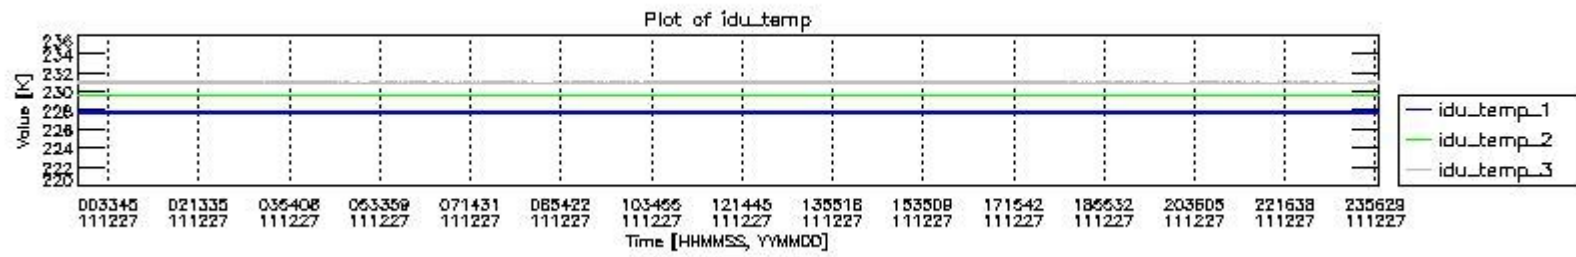 Plot of idu_temp
236
234
232
230
228
226
224
222
220
Value [K]
idu_temp_1
idu_temp_2
idu_temp_3
003345 021335 035408 053359 071431 085422 103455 121445 135518 153509 171542 185532 203605 221638 235629
111227 111227 111227 111227 111227 111227 111227 111227 111227 111227 111227 111227 111227 111227 111227
Time [HHMMSS, YYMMDD]